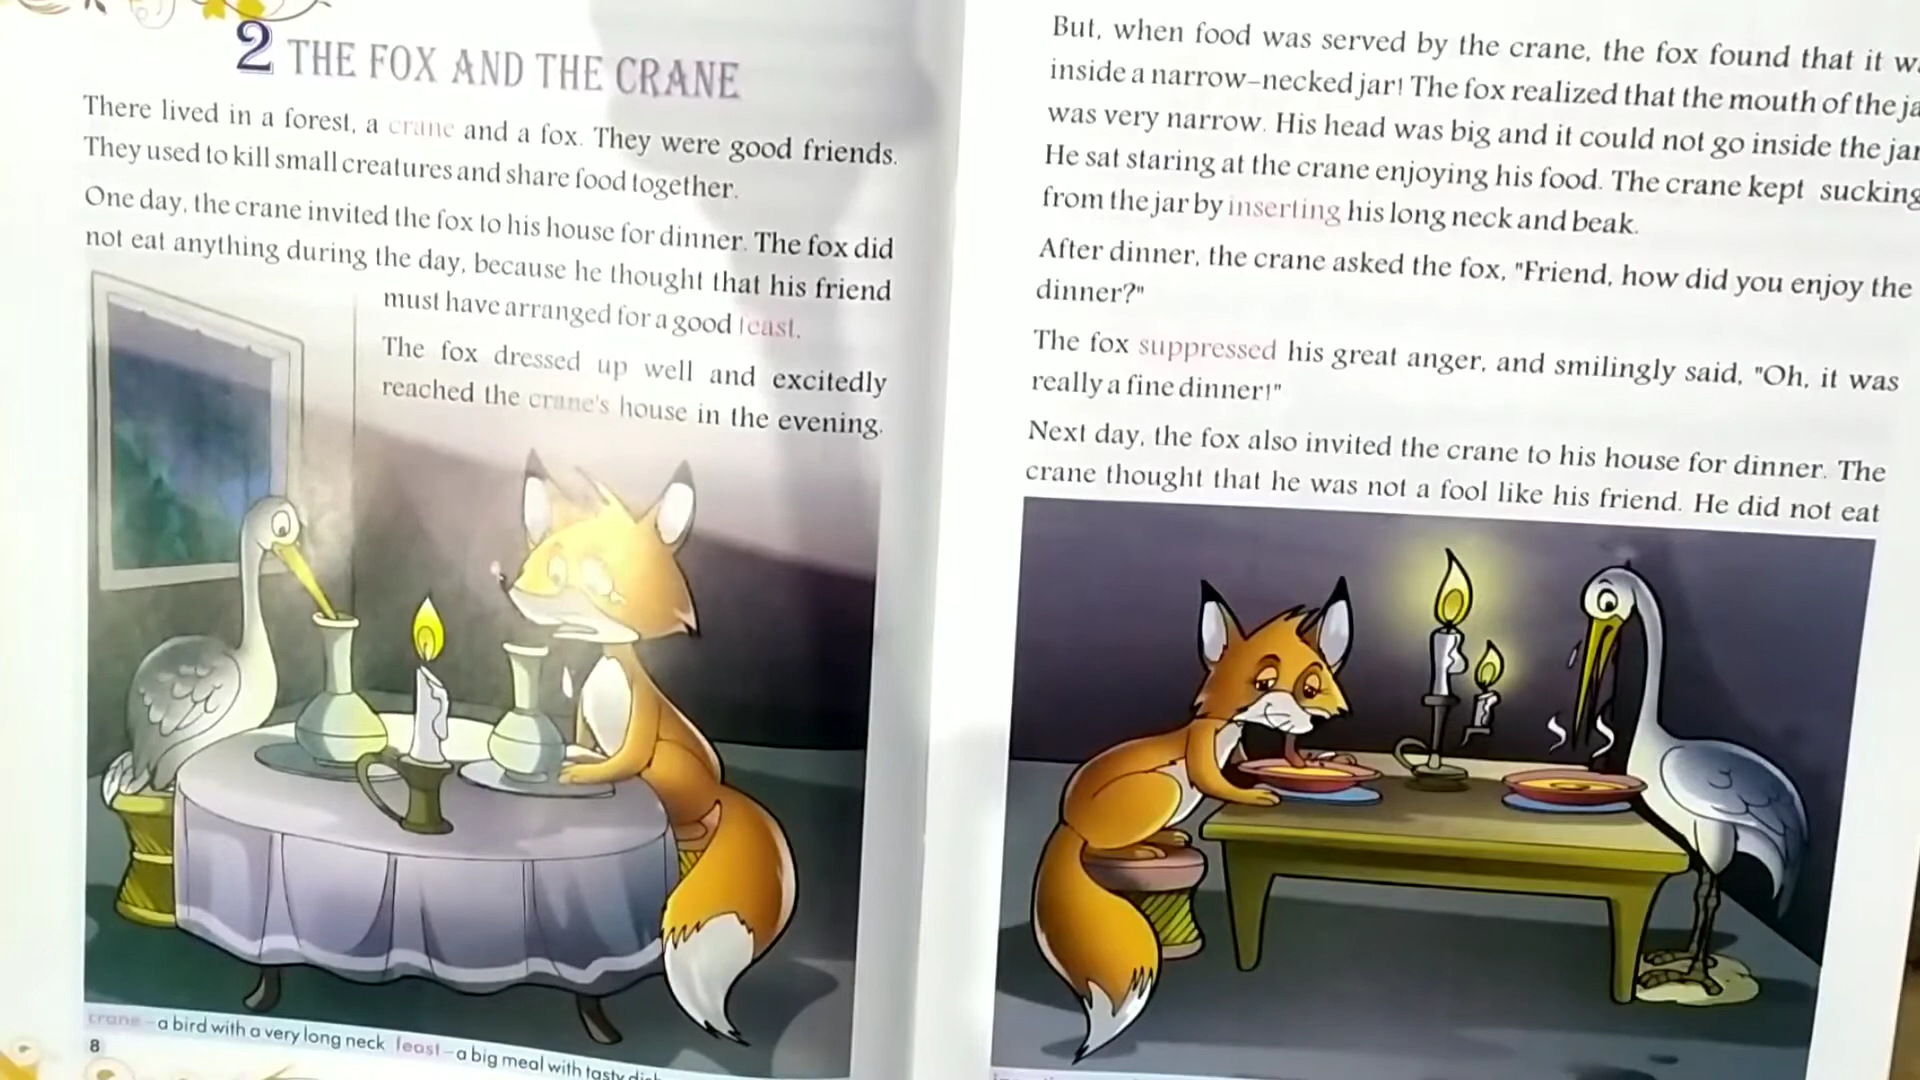 2 THE FOX AND THE CRANE
There lived in a forest, a crane and a fox. They were good friends.
They used to kill small creatures and share food together.
One day, the crane invited the fox to his house for dinner. The fox did
not eat anything during the day, because he thought that his friend
must have arranged for a good feast.
The fox dressed up well and excitedly
reached the crane's house in the evening.
crane – a bird with a very long neck feast – a big meal with tasty
8
But, when food was served by the crane, the fox found that it
inside a narrow-necked jar! The fox realized that the mouth of the
was very narrow. His head was big and it could not go inside the jar
He sat staring at the crane enjoying his food. The crane kept sucking
from the jar by inserting his long neck and beak.
After dinner, the crane asked the fox, "Friend, how did you enjoy the
dinner?"
The fox suppressed his great anger, and smilingly said, "Oh, it was
really a fine dinner!"
Next day, the fox also invited the crane to his house for dinner. The
crane thought that he was not a fool like his friend. He did not eat